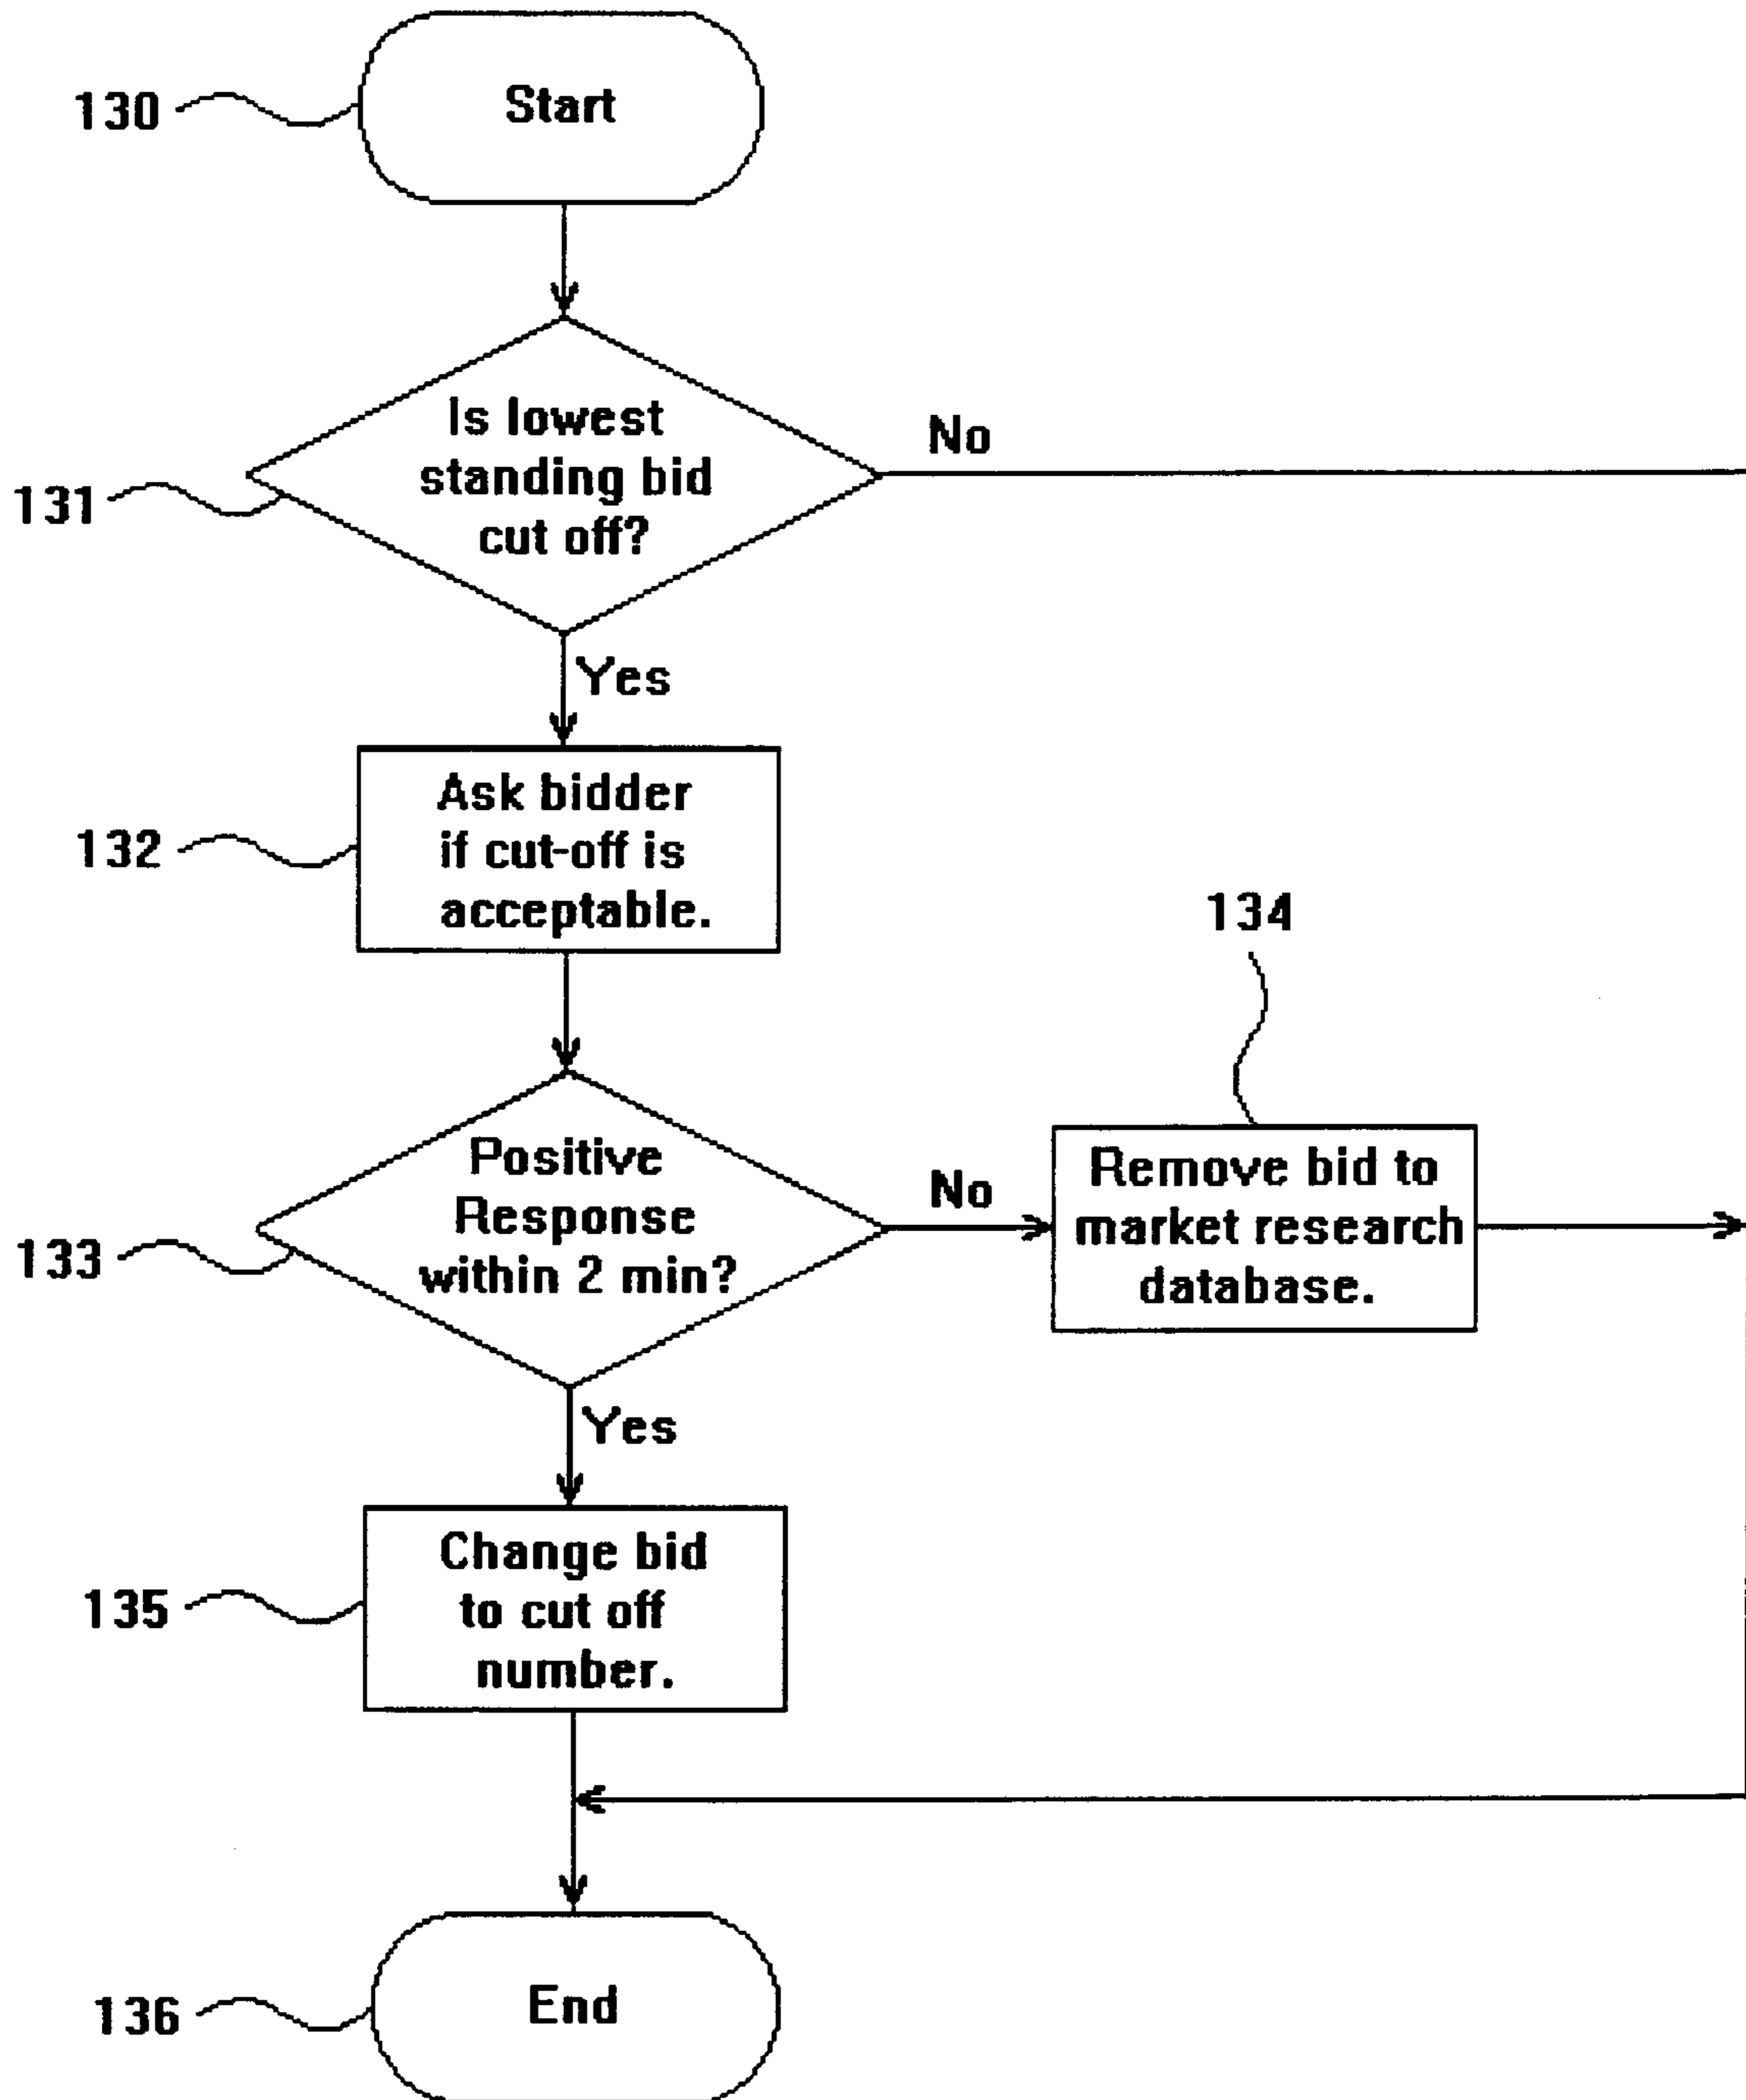 130
Start
131
Is lowest
standing bid
cut off?
No
Yes
132
Ask bidder
if cut-off is
acceptable.
133
Positive
Response
within 2 min?
No
134
Remove bid to
market research
database.
Yes
135
Change bid
to cut off
number.
136
End